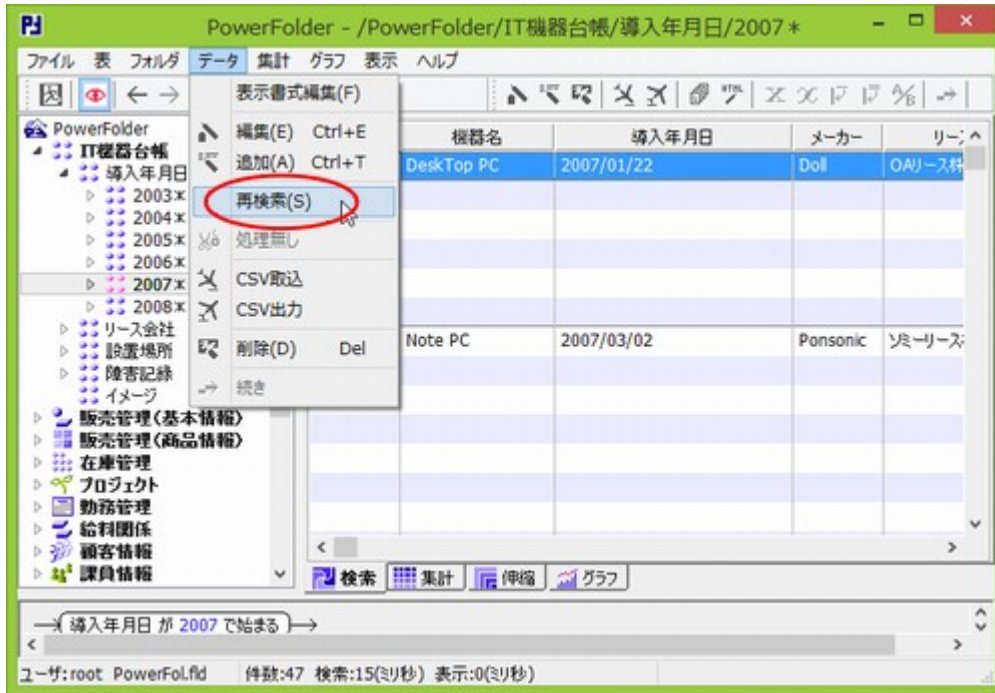 PowerFolder - /PowerFolder/IT機器台帳/導入年月日/2007*
ファイル 表 フォルダ データ 集計 グラフ 表示 ヘルプ
表示書式編集(F)
編集(E) Ctrl+E
追加(A) Ctrl+T
再検索(S)
処理無し
CSV取込
CSV出力
削除(D) Del
続き
PowerFolder
IT機器台帳
導入年月日
2003*
2004*
2005*
2006*
2007*
2008*
リース会社
設置場所
障害記録
イメージ
販売管理(基本情報)
販売管理(商品情報)
在庫管理
プロジェクト
勤務管理
給料関係
顧客情報
課員情報
機器名 導入年月日 メーカー リー
DeskTop PC 2007/01/22 Doll OAリース株
Note PC 2007/03/02 Ponsonic ソミーリース
検索 集計 伸縮 グラフ
導入年月日 が 2007 で始まる
ユーザ:root PowerFol.fld 件数:47 検索:15(ミリ秒) 表示:0(ミリ秒)